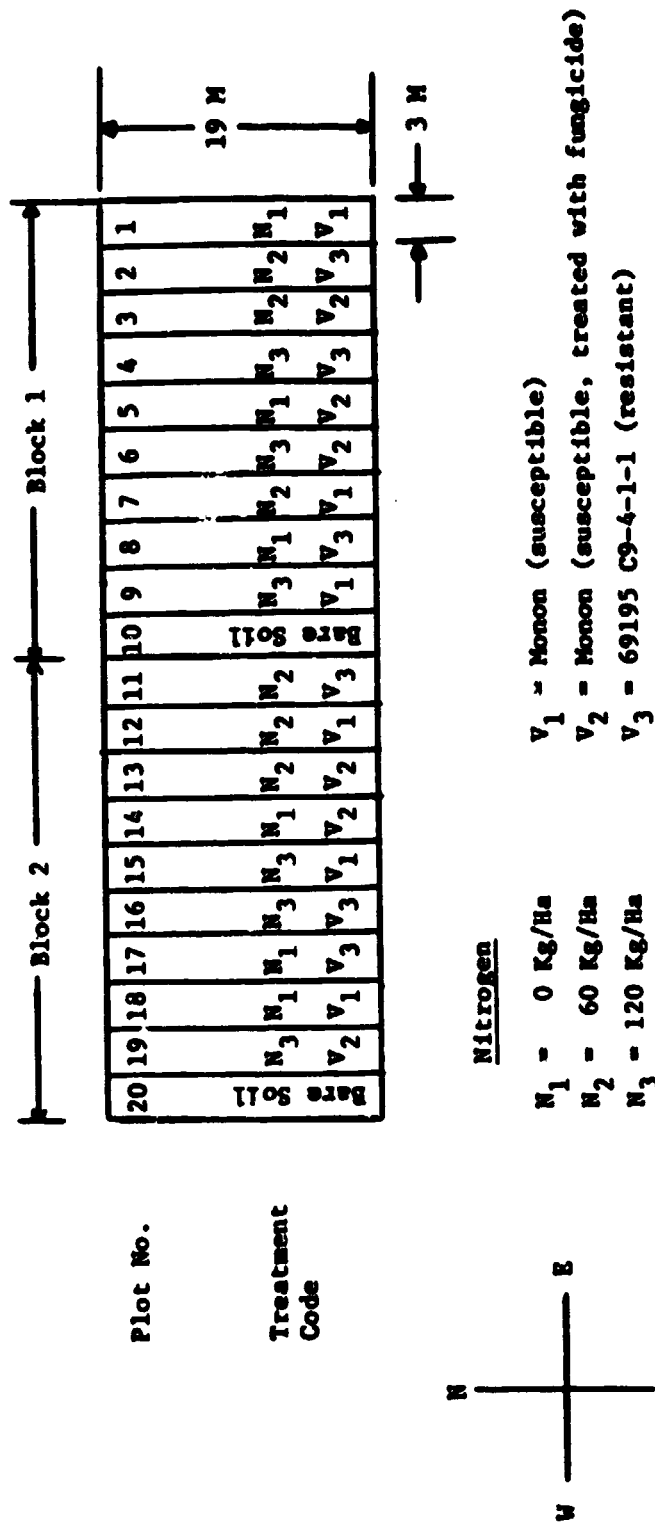 Block 2 Block 1
Plot No. 20 19 18 17 16 15 14 13 12 11 10 9 8 7 6 5 4 3 2 1
19 M
Treatment Bare Soil N3 N1 N1 N3 N3 N1 N2 N2 N2 Bare Soil N3 N1 N2 N3 N1 N3 N2 N2 N1
Code V2 V1 V3 V3 V1 V2 V2 V1 V3 V1 V3 V1 V2 V2 V3 V2 V3 V1
3 M
N
W E
Nitrogen
N1 = 0 Kg/Ha
N2 = 60 Kg/Ha
N3 = 120 Kg/Ha
V1 = Monon (susceptible)
V2 = Monon (susceptible, treated with fungicide)
V3 = 69195 C9-4-1-1 (resistant)